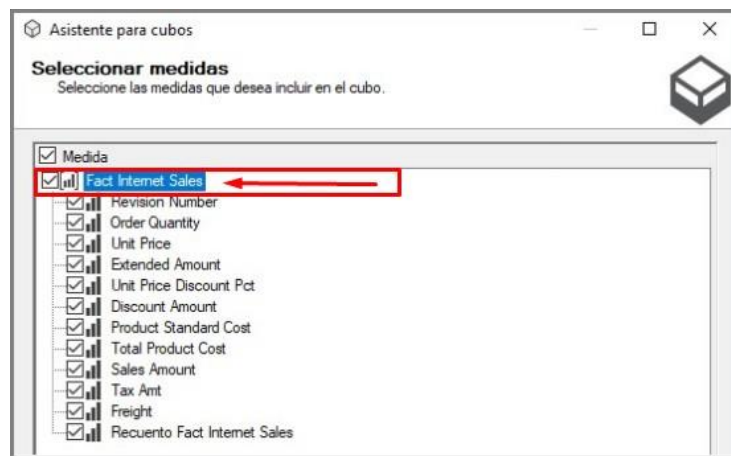 Asistente para cubos
Seleccionar medidas
Seleccione las medidas que desea incluir en el cubo.
Medida
Fact Internet Sales
Revision Number
Order Quantity
Unit Price
Extended Amount
Unit Price Discount Pct
Discount Amount
Product Standard Cost
Total Product Cost
Sales Amount
Tax Amt
Freight
Recuento Fact Internet Sales